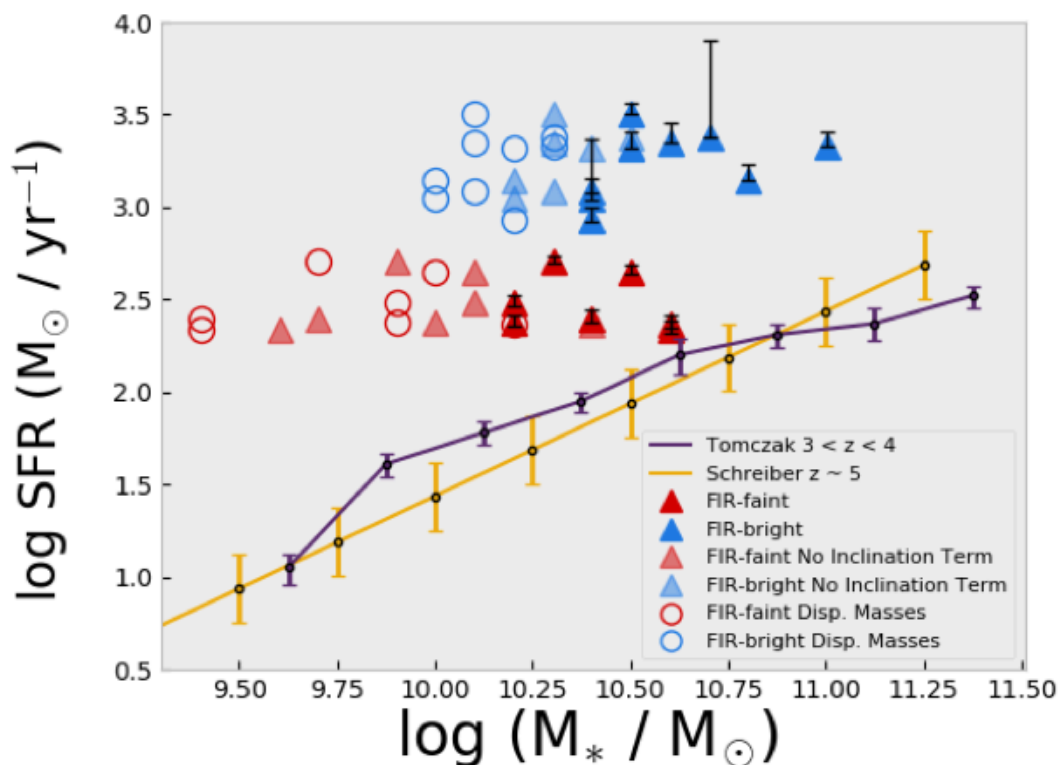 log SFR (M☉ / yr⁻¹)
4.0
3.5
3.0
2.5
2.0
1.5
1.0
0.5
Tomczak 3 < z < 4
Schreiber z ~ 5
FIR-faint
FIR-bright
FIR-faint No Inclination Term
FIR-bright No Inclination Term
FIR-faint Disp. Masses
FIR-bright Disp. Masses
9.50 9.75 10.00 10.25 10.50 10.75 11.00 11.25 11.50
log (M* / M☉)